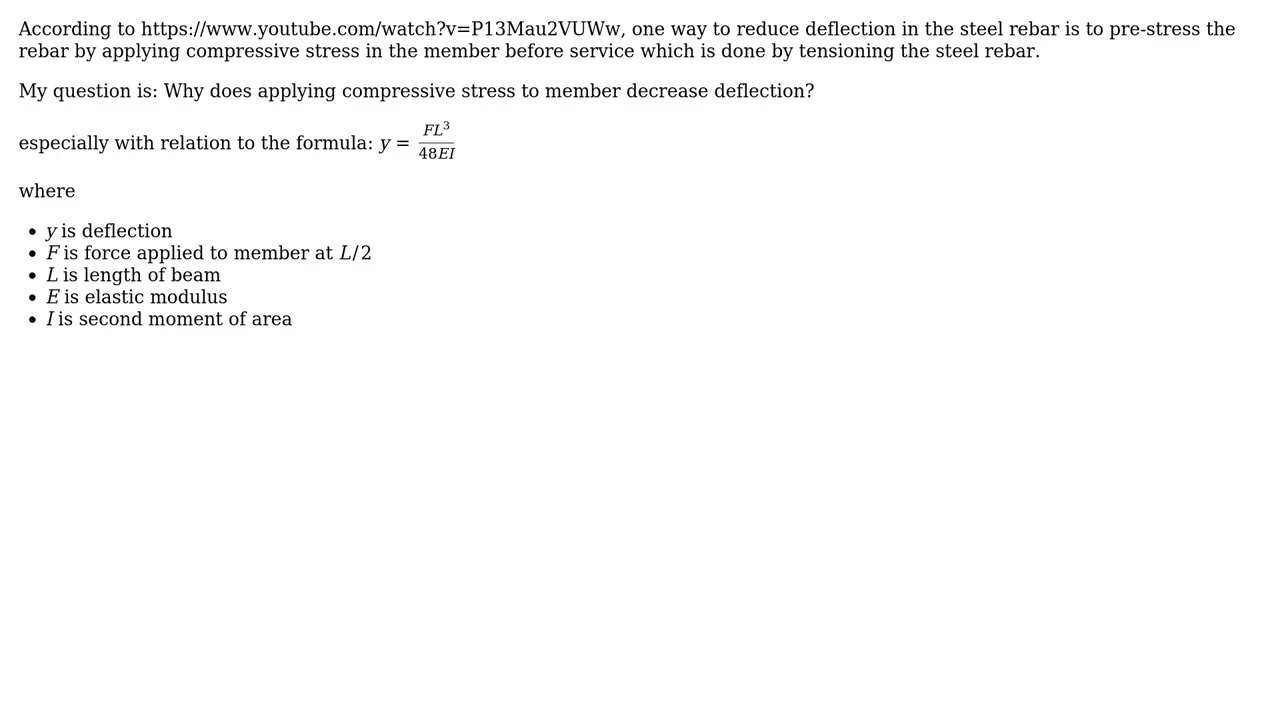 According to https://www.youtube.com/watch?v=P13Mau2VUWw, one way to reduce deflection in the steel rebar is to pre-stress the
rebar by applying compressive stress in the member before service which is done by tensioning the steel rebar.
My question is: Why does applying compressive stress to member decrease deflection?
especially with relation to the formula: y = FL³/48EI
where
• y is deflection
• F is force applied to member at L/2
• L is length of beam
• E is elastic modulus
• I is second moment of area